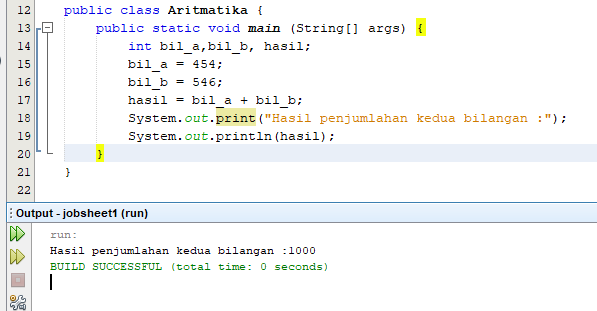 12 public class Aritmatika {
13 public static void main (String[] args) {
14 int bil_a,bil_b, hasil;
15 bil_a = 454;
16 bil_b = 546;
17 hasil = bil_a + bil_b;
18 System.out.print("Hasil penjumlahan kedua bilangan :");
19 System.out.println(hasil);
20 }
21 }
22
Output - jobsheet1 (run)
run:
Hasil penjumlahan kedua bilangan :1000
BUILD SUCCESSFUL (total time: 0 seconds)